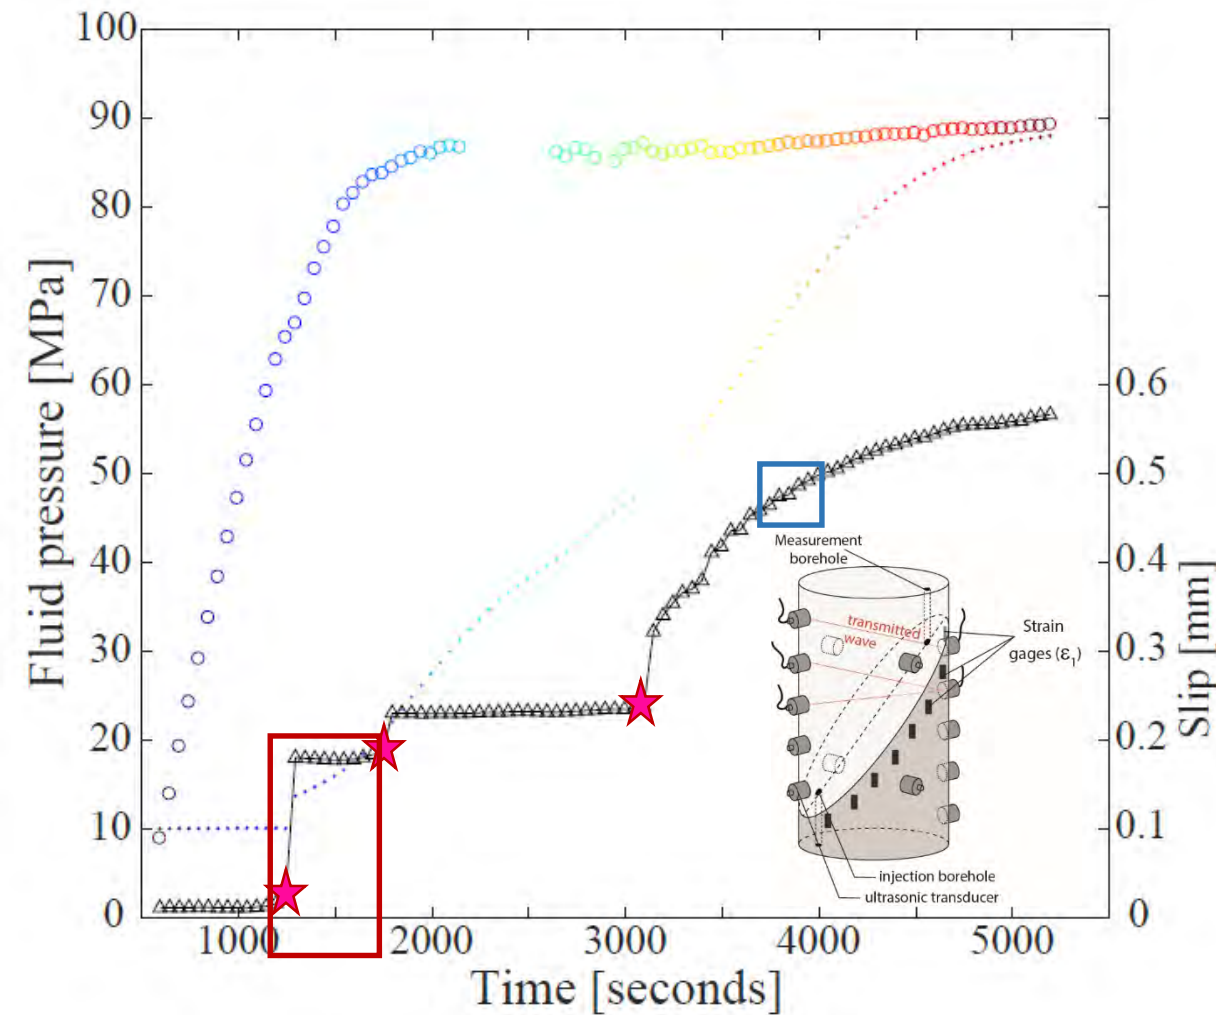 100
90
80
70
60
50
40
30
20
10
0
Fluid pressure [MPa]
0.6
0.5
0.4
0.3
0.2
0.1
0
Slip [mm]
1000
2000
3000
4000
5000
Time [seconds]
Measurement
borehole
transmitted
wave
Strain
gages (ε1)
injection borehole
ultrasonic transducer